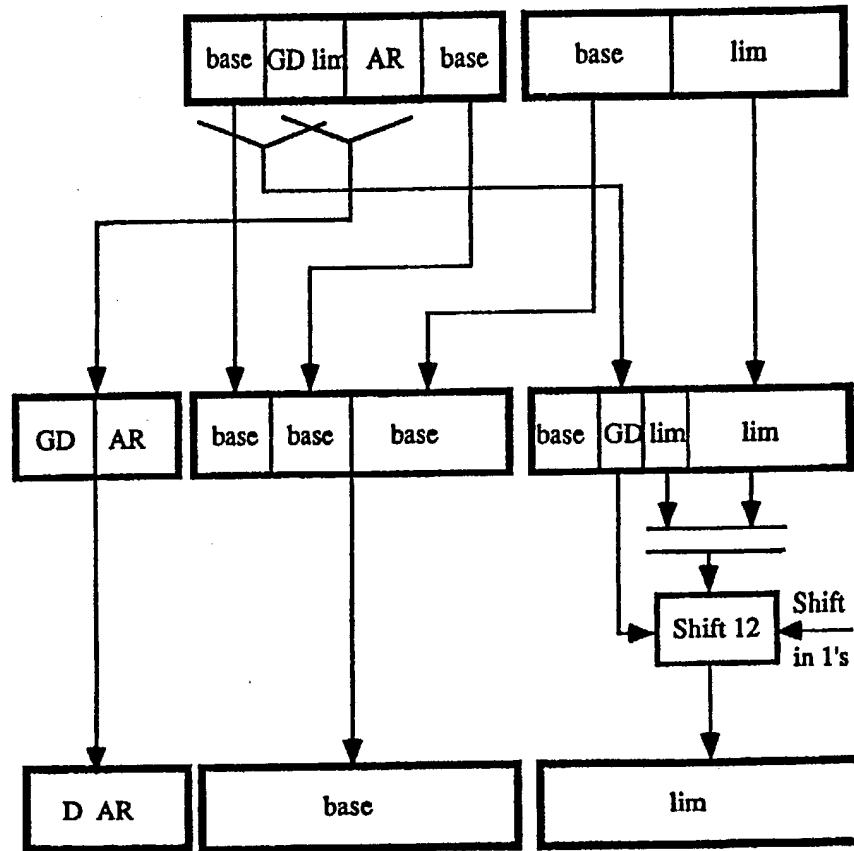 base GD lim AR base
base lim
GD AR
base base base
base GD lim lim
Shift 12
Shift
in 1's
D AR
base
lim